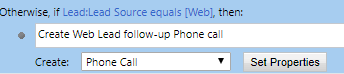 Otherwise, if Lead:Lead Source equals [Web], then:
Create Web Lead follow-up Phone call
Create: Phone Call Set Properties